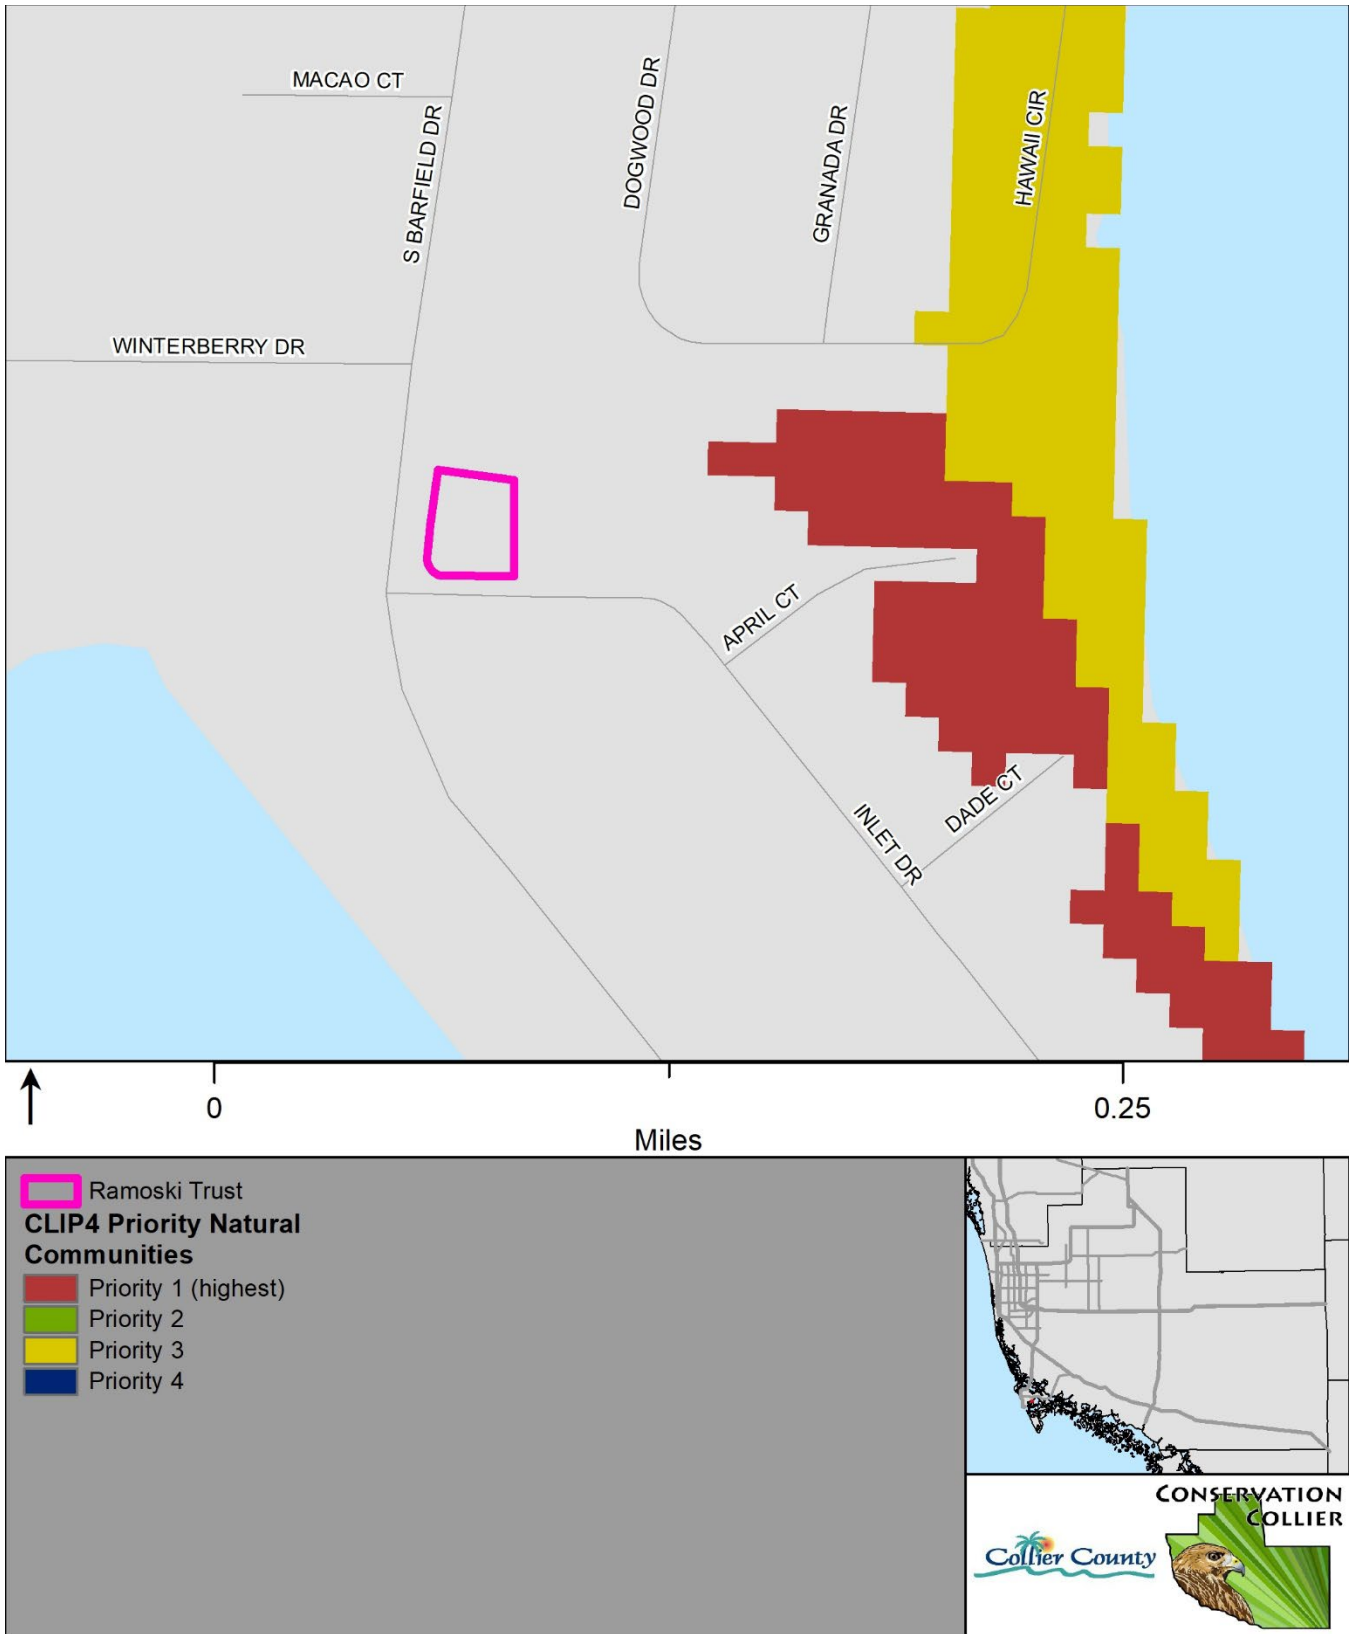 MACAO CT
S BARFIELD DR
DOGWOOD DR
GRANADA DR
HAWAII CIR
WINTERBERRY DR
APRIL CT
INLET DR
DADE CT
0
0.25
Miles
Ramoski Trust
CLIP4 Priority Natural
Communities
Priority 1 (highest)
Priority 2
Priority 3
Priority 4
CONSERVATION
COLLIER
Collier County